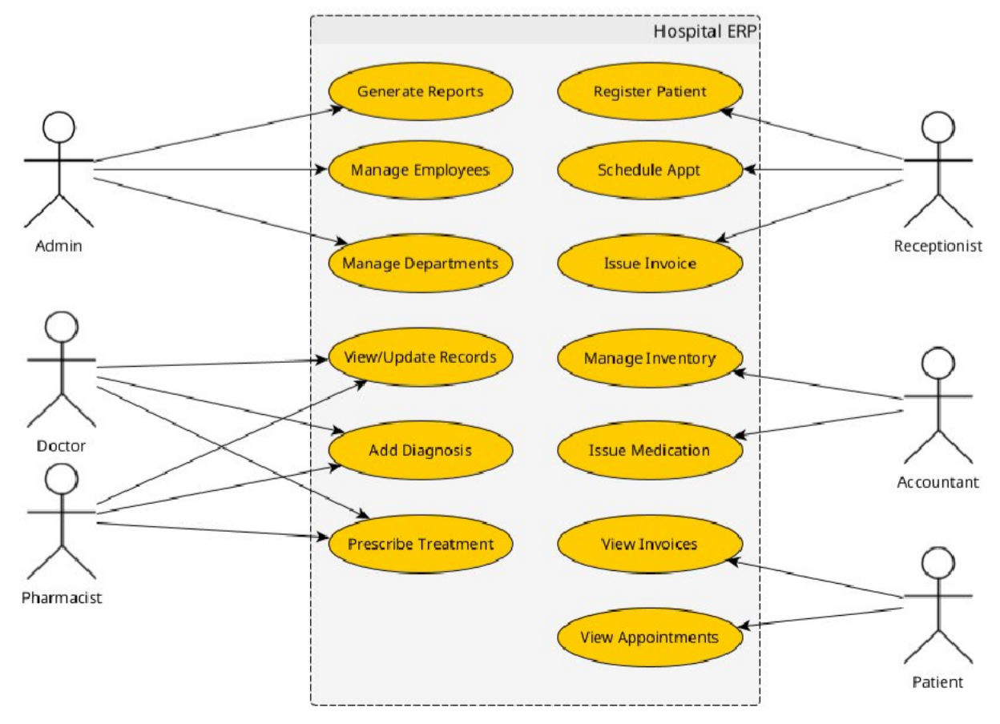 Hospital ERP
Generate Reports
Register Patient
Manage Employees
Schedule Appt
Admin
Receptionist
Manage Departments
Issue Invoice
View/Update Records
Manage Inventory
Doctor
Add Diagnosis
Issue Medication
Accountant
Prescribe Treatment
View Invoices
Pharmacist
View Appointments
Patient